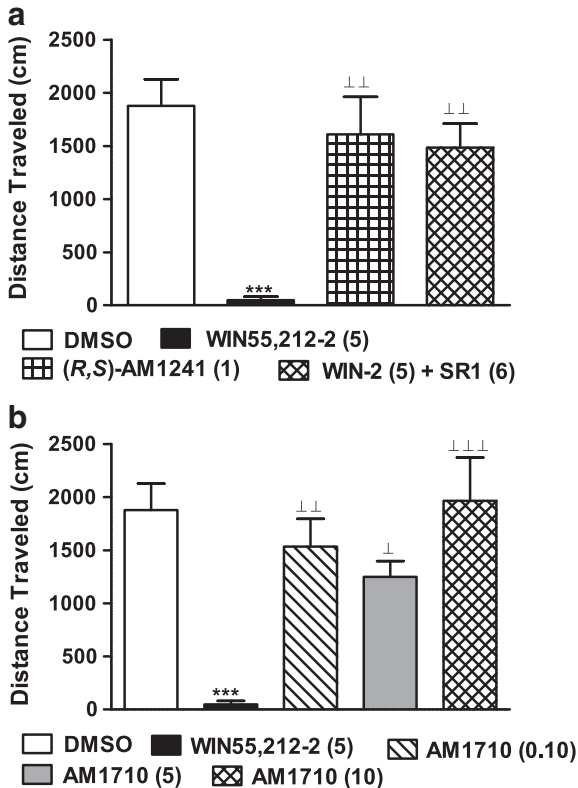 a
Distance Traveled (cm)
2500
2000
1500
1000
500
0
⊥⊥
⊥⊥
***
DMSO WIN55,212-2 (5)
(R,S)-AM1241 (1) WIN-2 (5) + SR1 (6)
b
Distance Traveled (cm)
2500
2000
1500
1000
500
0
⊥⊥⊥
⊥⊥
⊥
***
DMSO WIN55,212-2 (5) AM1710 (0.10)
AM1710 (5) AM1710 (10)